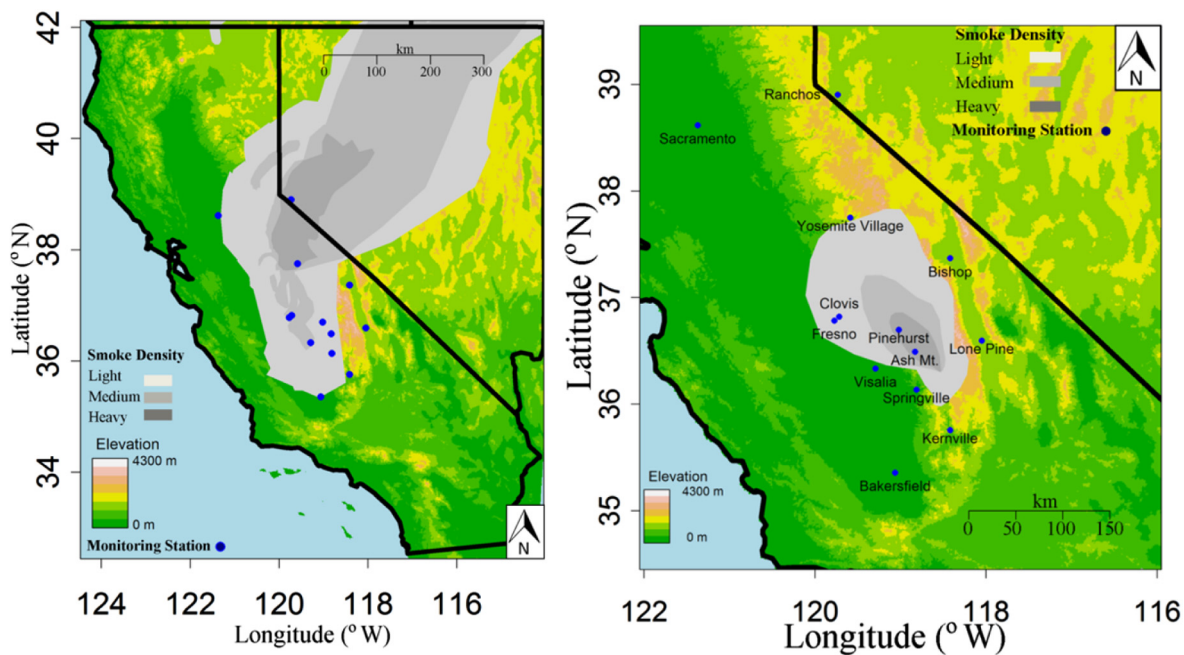 42
40
38
36
34
Latitude (° N)
km
0 100 200 300
Smoke Density
Light
Medium
Heavy
Elevation
4300 m
0 m
Monitoring Station
N
124 122 120 118 116
Longitude (° W)
39
38
37
36
35
Latitude (° N)
Smoke Density
Light
Medium
Heavy
Monitoring Station
N
Ranchos
Sacramento
Yosemite Village
Bishop
Clovis
Fresno
Pinehurst
Lone Pine
Ash Mt.
Visalia
Springville
Kernville
Bakersfield
Elevation
4300 m
0 m
km
0 50 100 150
122 120 118 116
Longitude (° W)